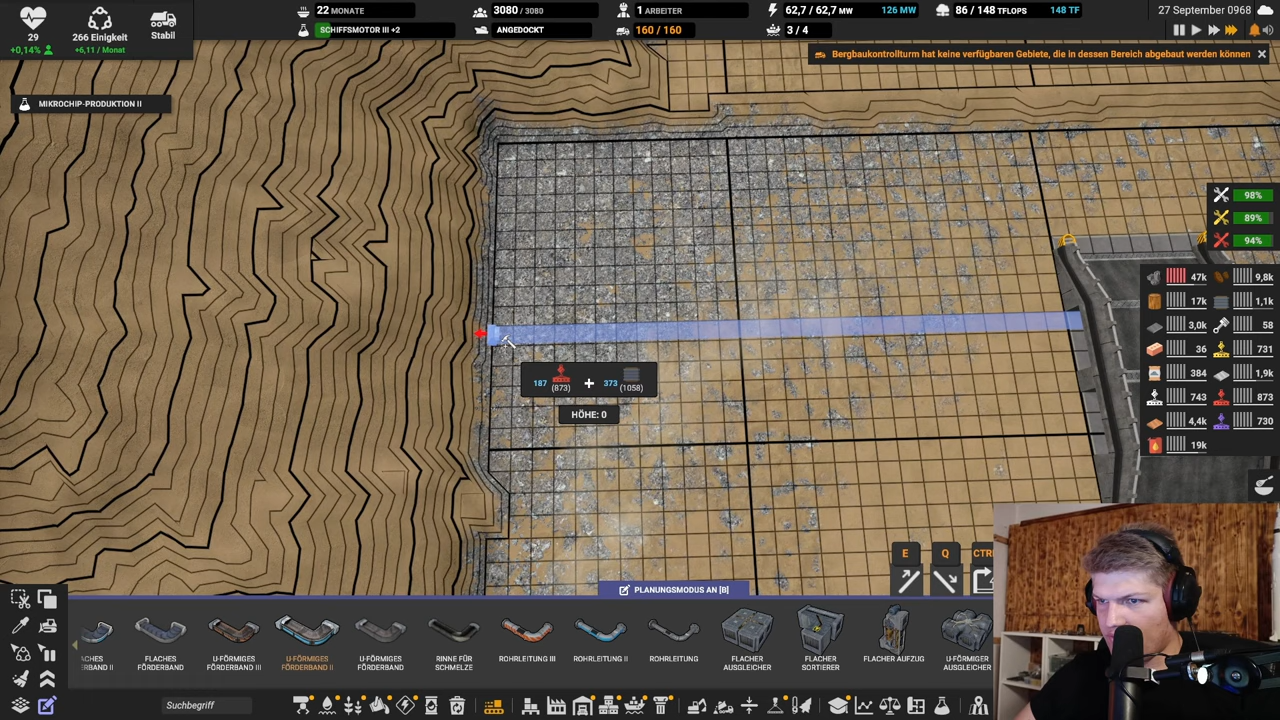 29
+0,14%
266 Einigkeit
+6,11 / Monat
Stabil
22 MONATE
SCHIFFSMOTOR III +2
3080 / 3080
ANGEDOCKT
1 ARBEITER
160 / 160
62,7 / 62,7 MW
126 MW
3 / 4
86 / 148 TFLOPS
148 TF
27 September 0968
Bergbaukontrollturm hat keine verfügbaren Gebiete, die in dessen Bereich abgebaut werden können
MIKROCHIP-PRODUKTION II
98%
89%
94%
47k
9,8k
17k
1,1k
3,0k
58
36
731
384
1,9k
743
873
4,4k
730
19k
187
(873)
373
(1058)
HÖHE: 0
E
Q
CTRL
PLANUNGSMODUS AN [B]
ACHES
ERBAND II
FLACHES
FÖRDERBAND
U-FÖRMIGES
FÖRDERBAND III
U-FÖRMIGES
FÖRDERBAND II
U-FÖRMIGES
FÖRDERBAND
RINNE FÜR
SCHMELZE
ROHRLEITUNG III
ROHRLEITUNG II
ROHRLEITUNG
FLACHER
AUSGLEICHER
FLACHER
SORTIERER
FLACHER AUFZUG
U-FÖRMIGER
AUSGLEICHER
Suchbegriff